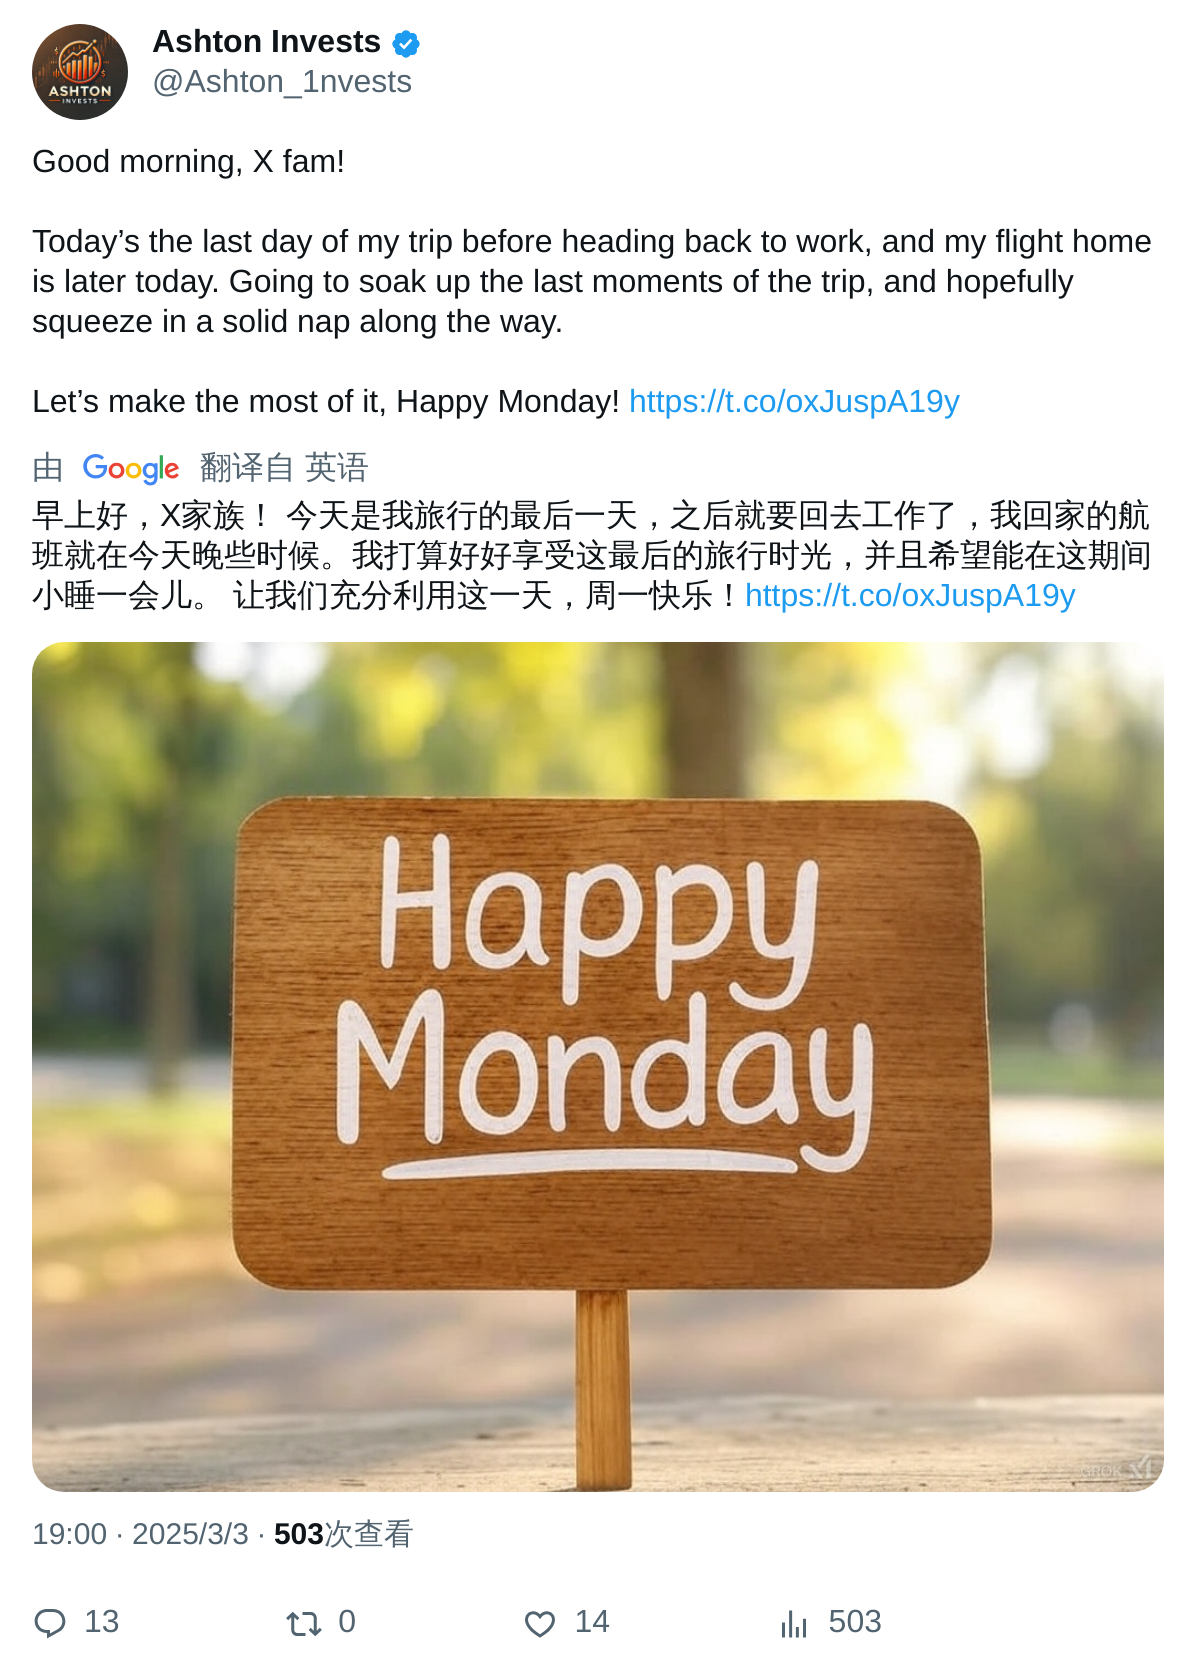 Ashton Invests
@Ashton_1nvests
ASHTON
INVESTS
Good morning, X fam!
Today’s the last day of my trip before heading back to work, and my flight home
is later today. Going to soak up the last moments of the trip, and hopefully
squeeze in a solid nap along the way.
Let’s make the most of it, Happy Monday! https://t.co/oxJuspA19y
由 Google 翻译自 英语
早上好，X家族！ 今天是我旅行的最后一天，之后就要回去工作了，我回家的航
班就在今天晚些时候。我打算好好享受这最后的旅行时光，并且希望能在这期间
小睡一会儿。 让我们充分利用这一天，周一快乐！https://t.co/oxJuspA19y
Happy
Monday
GROK
19:00 · 2025/3/3 · 503次查看
13 0 14 503